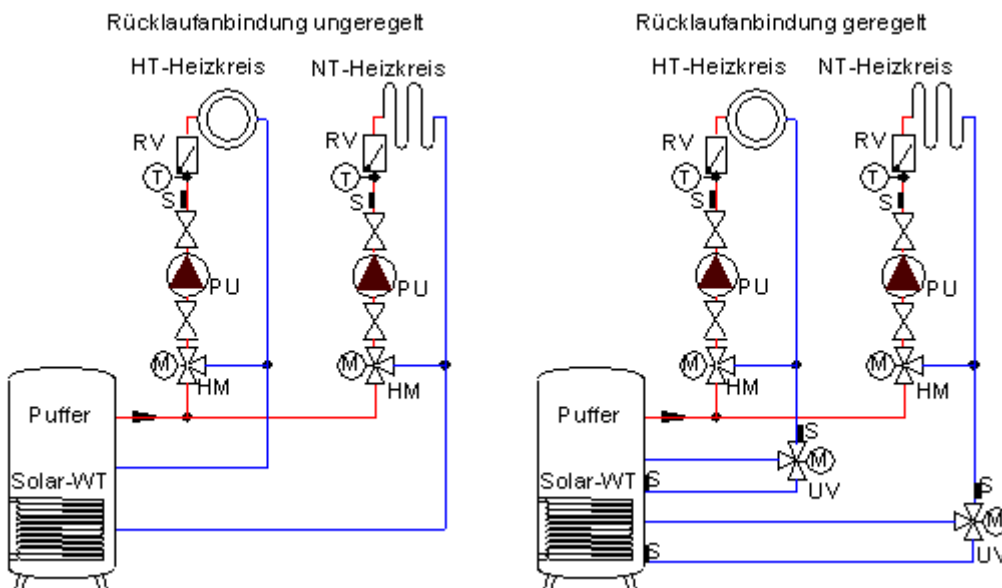 Rücklaufanbindung ungeregelt
HT-Heizkreis
NT-Heizkreis
RV
RV
T
T
S
S
PU
PU
M
M
HM
HM
Puffer
Solar-WT
Rücklaufanbindung geregelt
HT-Heizkreis
NT-Heizkreis
RV
RV
T
T
S
S
PU
PU
M
M
HM
HM
Puffer
S
M
Solar-WT
S
UV
S
M
S
UV